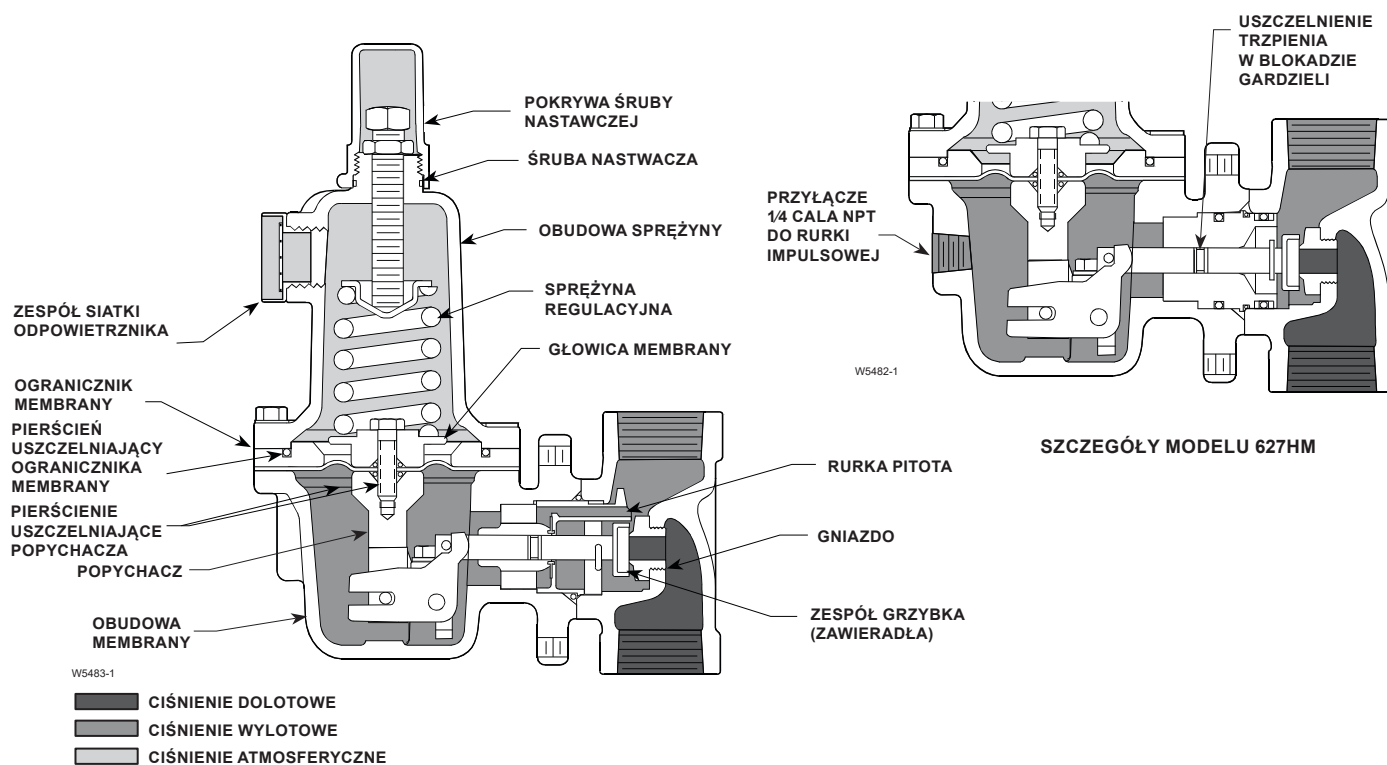 POKRYWA ŚRUBY
NASTAWCZEJ
ŚRUBA NASTWACZA
OBUDOWA SPRĘŻYNY
SPRĘŻYNA
REGULACYJNA
GŁOWICA MEMBRANY
ZESPÓŁ SIATKI
ODPOWIETRZNIKA
OGRANICZNIK
MEMBRANY
PIERŚCIEŃ
USZCZELNIAJĄCY
OGRANICZNIKA
MEMBRANY
PIERŚCIENIE
USZCZELNIAJĄCE
POPYCHACZA
POPYCHACZ
OBUDOWA
MEMBRANY
RURKA PITOTA
GNIAZDO
ZESPÓŁ GRZYBKA
(ZAWIERADŁA)
W5483-1
CIŚNIENIE DOLOTOWE
CIŚNIENIE WYLOTOWE
CIŚNIENIE ATMOSFERYCZNE
USZCZELNIENIE
TRZPIENIA
W BLOKADZIE
GARDZIELI
PRZYŁĄCZE
1/4 CALA NPT
DO RURKI
IMPULSOWEJ
W5482-1
SZCZEGÓŁY MODELU 627HM